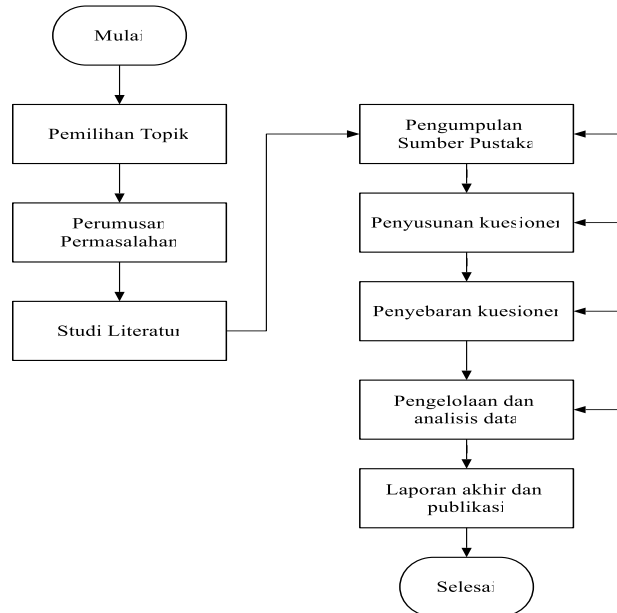 Mulai
Pemilihan Topik
Perumusan
Permasalahan
Studi Literatur
Pengumpulan
Sumber Pustaka
Penyusunan kuesioner
Penyebaran kuesioner
Pengelolaan dan
analisis data
Laporan akhir dan
publikasi
Selesai